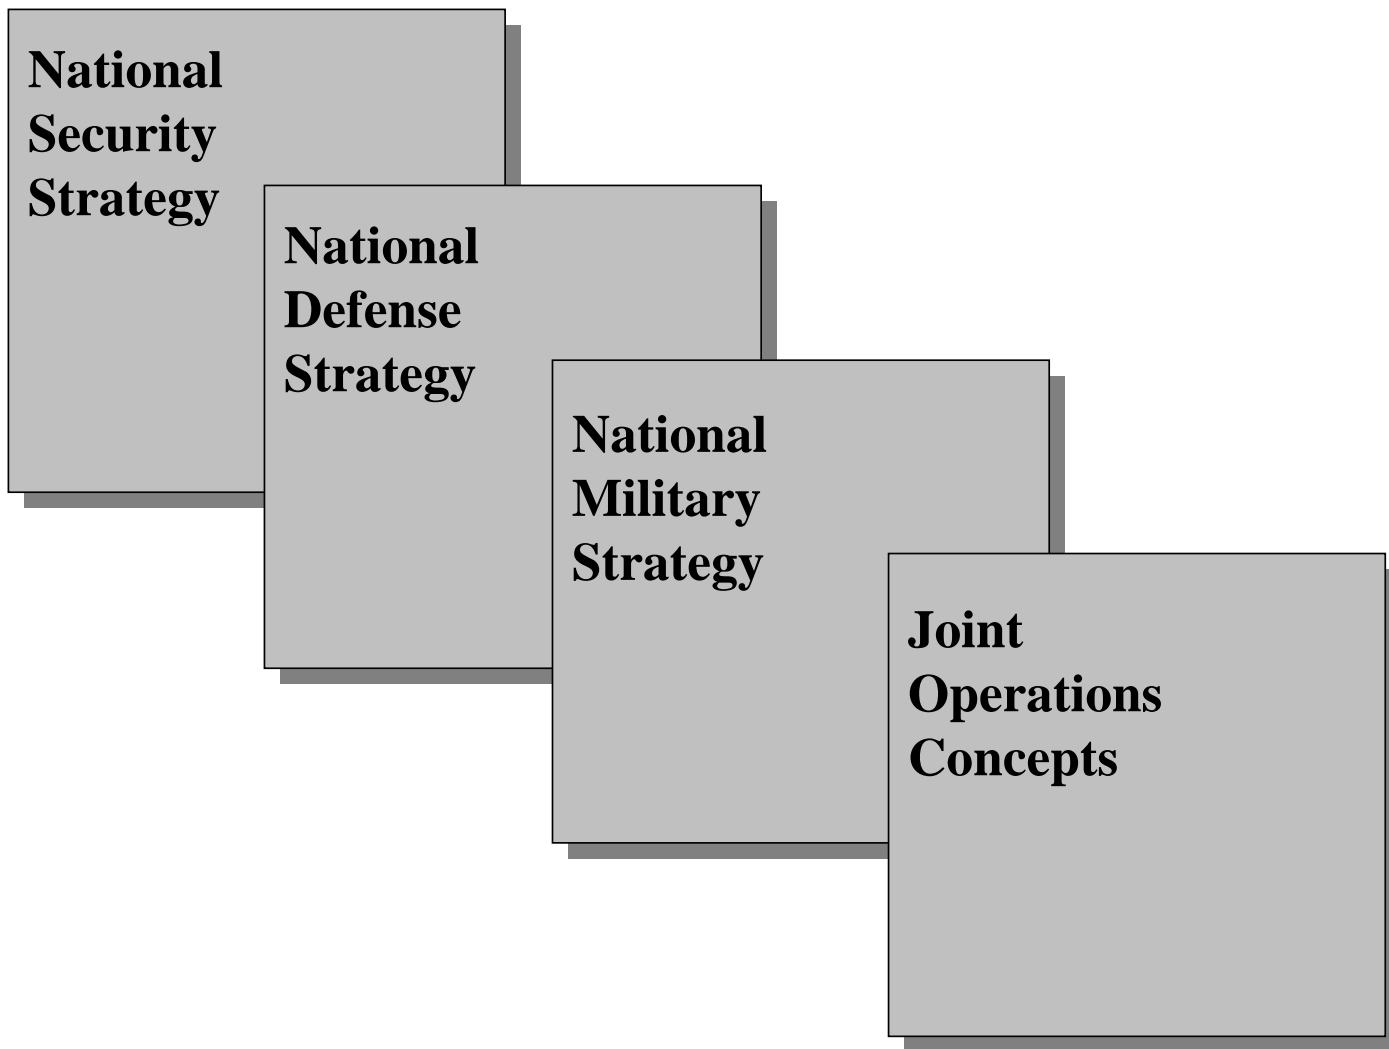 National
Security
Strategy
National
Defense
Strategy
National
Military
Strategy
Joint
Operations
Concepts